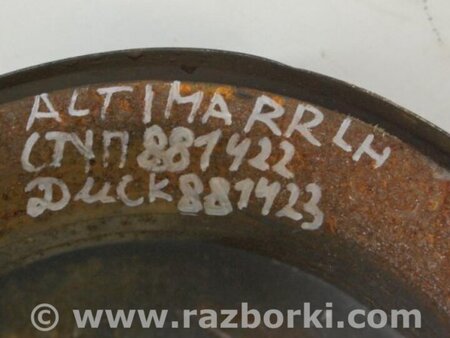 ALTIMA RR LH
СТУП 881422
Диск 881423
© www.razborki.com